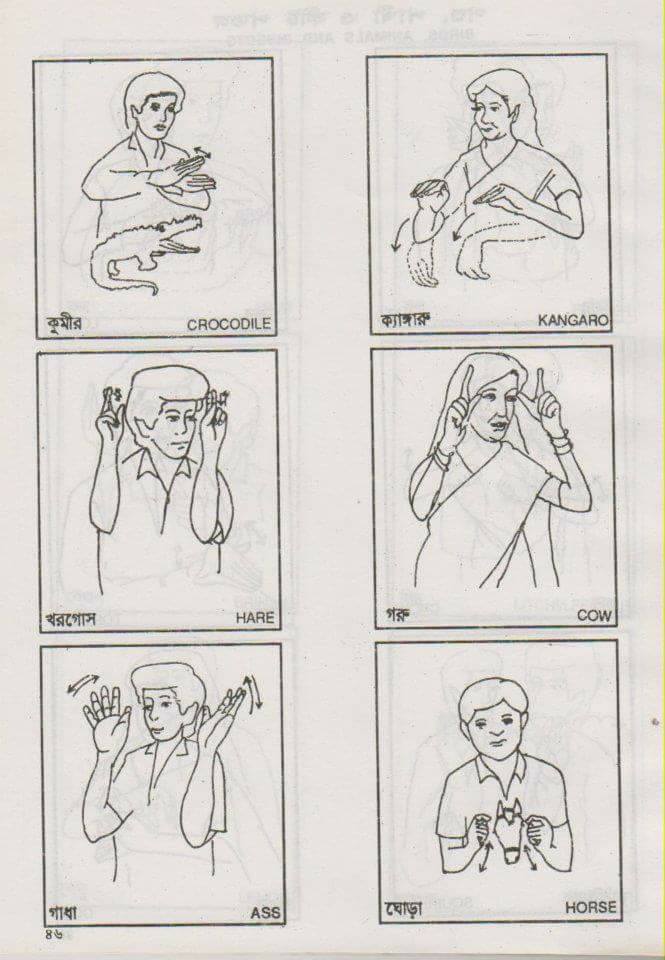 কুমীর CROCODILE
ক্যাঙ্গারু KANGARO
খরগোস HARE
গরু COW
গাধা ASS
ঘোড়া HORSE
৪৬